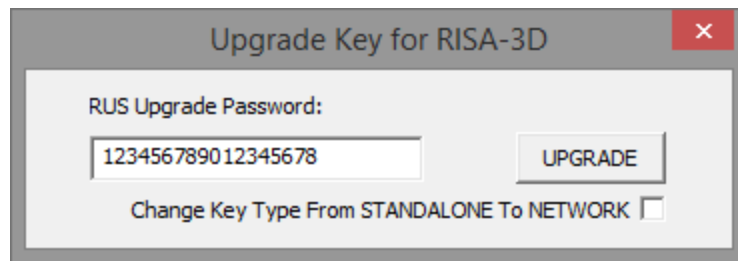 Upgrade Key for RISA-3D
RUS Upgrade Password:
123456789012345678
UPGRADE
Change Key Type From STANDALONE To NETWORK